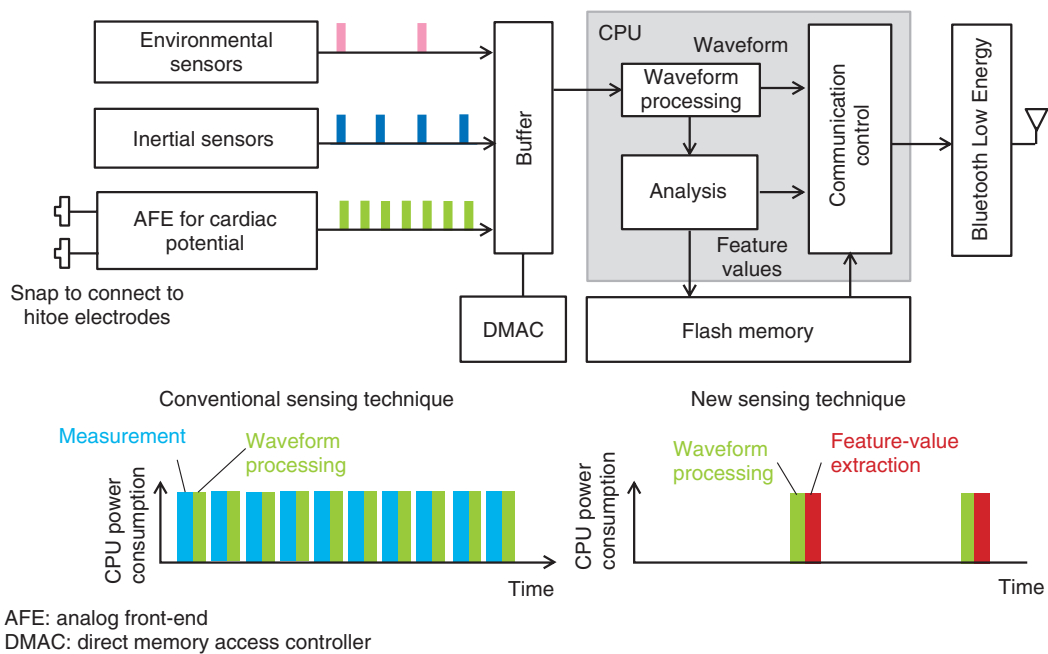 Environmental
sensors
Inertial sensors
AFE for cardiac
potential
Snap to connect to
hitoe electrodes
Buffer
DMAC
CPU
Waveform
Waveform
processing
Analysis
Feature
values
Communication
control
Flash memory
Bluetooth Low Energy
Conventional sensing technique
Measurement
Waveform
processing
CPU power
consumption
Time
New sensing technique
Waveform
processing
Feature-value
extraction
CPU power
consumption
Time
AFE: analog front-end
DMAC: direct memory access controller